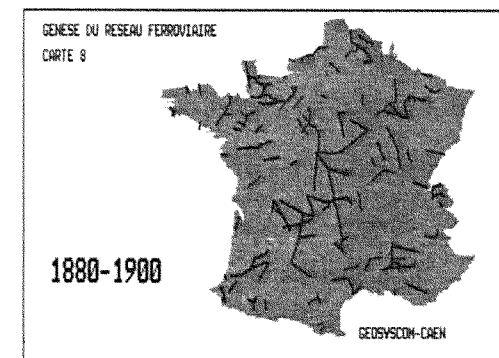 GENESE DU RESEAU FERROVIAIRE
CARTE 8
1880-1900
GEOSYSCOM-CAEN